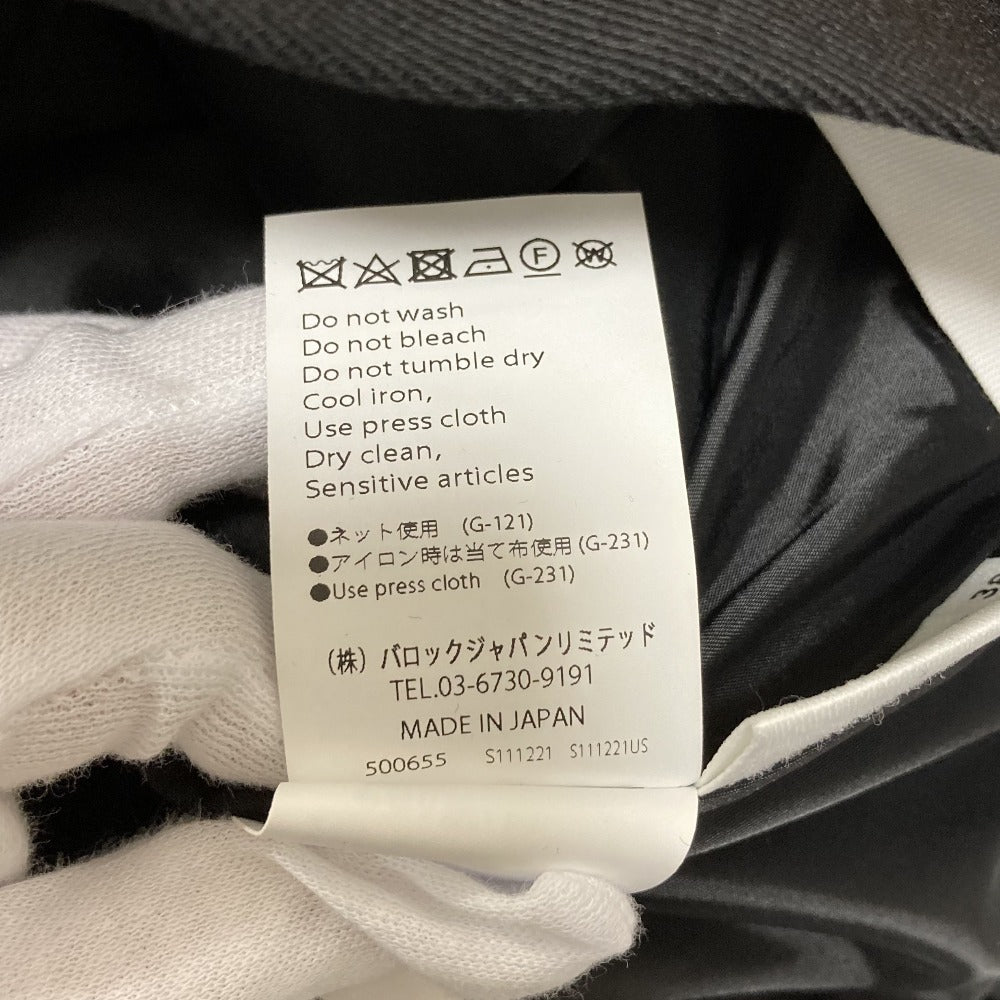 F W
Do not wash
Do not bleach
Do not tumble dry
Cool iron,
Use press cloth
Dry clean,
Sensitive articles
●ネット使用 (G-121)
●アイロン時は当て布使用 (G-231)
●Use press cloth (G-231)
(株) バロックジャパンリミテッド
TEL.03-6730-9191
MADE IN JAPAN
500655 S111221 S111221US